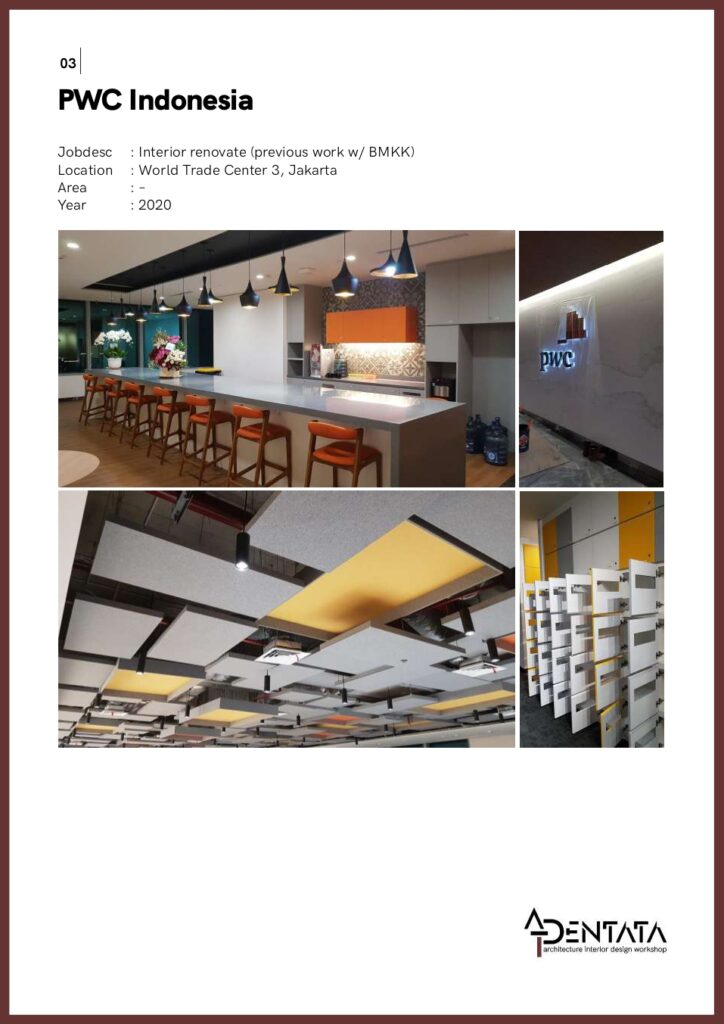 03
PWC Indonesia
Jobdesc : Interior renovate (previous work w/ BMKK)
Location : World Trade Center 3, Jakarta
Area : –
Year : 2020
pwc
ADENTATA
architecture interior design workshop